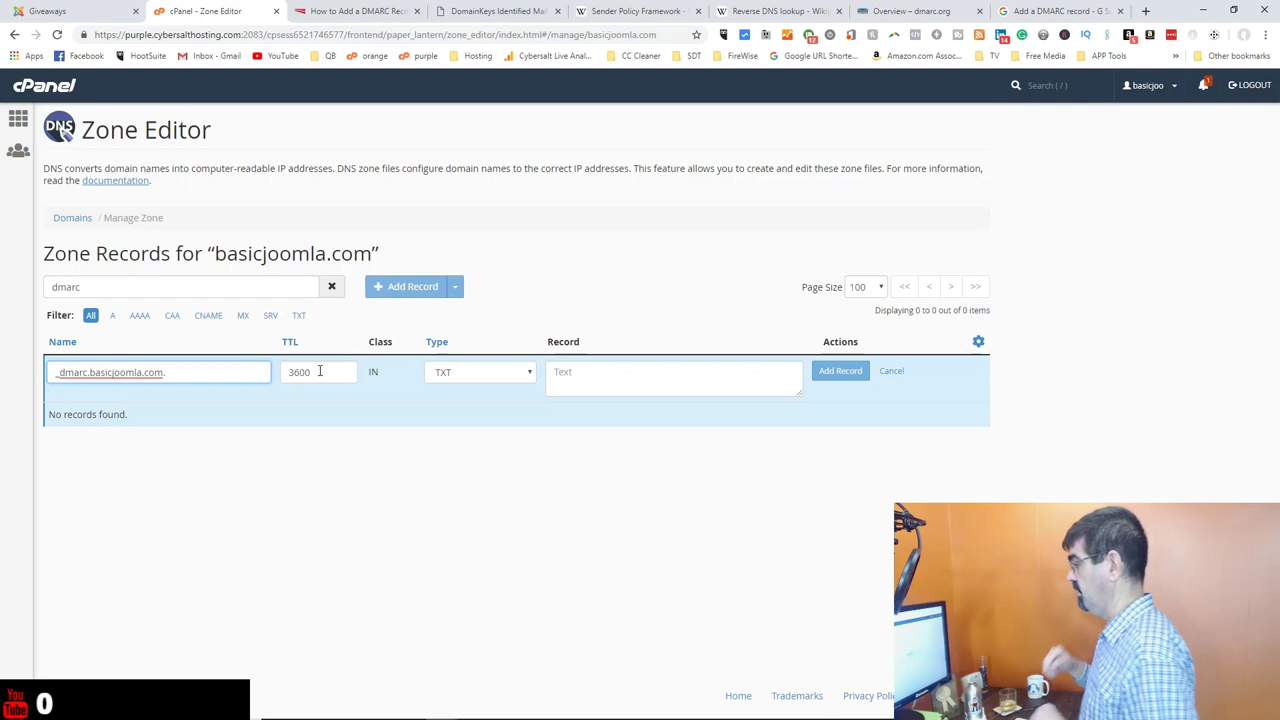 Giveaways
cPanel - Zone Editor
How to Add a DMARC Rec
DomainKeys Identified Mai
Sender Policy Framework -
Reverse DNS lookup - Wiki
Overview – dmarc.org
Add a DMARC record - G S
https://purple.cybersalthosting.com:2083/cpsess6521746577/frontend/paper_lantern/zone_editor/index.html#/manage/basicjoomla.com
Facebook
HootSuite
Inbox - Gmail
YouTube
QB
orange
purple
Hosting
Cybersalt Live Anal...
CC Cleaner
SDT
FireWise
Google URL Shorte...
Amazon.com Assoc...
TV
Free Media
APP Tools
»
Other bookmarks
cPanel
Search ( / )
basicjoo
1
LOGOUT
DNS
Zone Editor
DNS converts domain names into computer-readable IP addresses. DNS zone files configure domain names to the correct IP addresses. This feature allows you to create and edit these zone files. For more information,
read the documentation.
Domains / Manage Zone
Zone Records for “basicjoomla.com”
dmarc
+ Add Record
Page Size 100 << < > >>
Filter: All A AAAA CAA CNAME MX SRV TXT
Displaying 0 to 0 out of 0 items
Name TTL Class Type Record Actions
_dmarc.basicjoomla.com. 3600 IN TXT Text Add Record Cancel
No records found.
Home Trademarks Privacy Poli
You
Tube
0